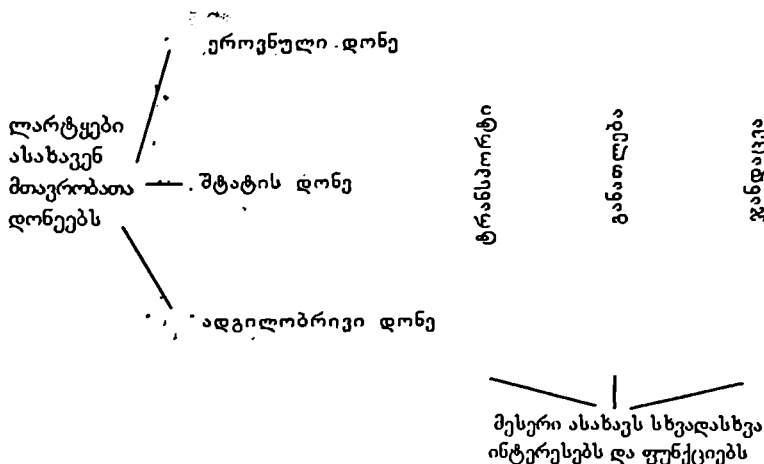 ეროვნული დონე
ლარტყები
ასახავენ
მთავრობათა
დონეებს
შტატის დონე
ადგილობრივი დონე
ტრანსპორტი
განათლება
ჯანდაცვა
მესერი ასახავს სხვადასხვა
ინტერესებს და ფუნქციებს